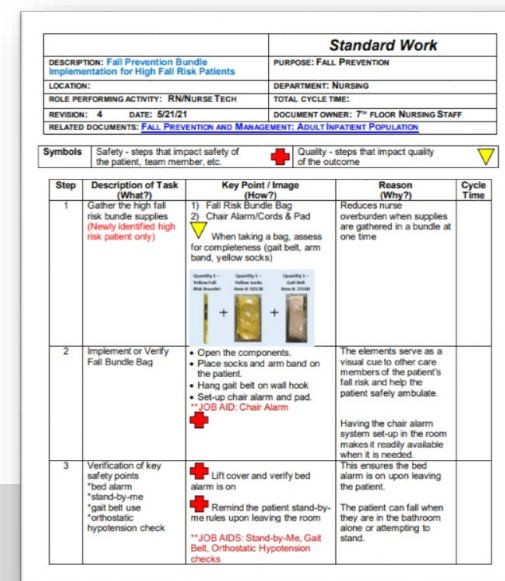 Standard Work
DESCRIPTION: Fall Prevention Bundle
Implementation for High Fall Risk Patients
PURPOSE: FALL PREVENTION
LOCATION:
DEPARTMENT: NURSING
ROLE PERFORMING ACTIVITY: RN/NURSE TECH
TOTAL CYCLE TIME:
REVISION: 4 DATE: 5/21/21
DOCUMENT OWNER: 7TH FLOOR NURSING STAFF
RELATED DOCUMENTS: FALL PREVENTION AND MANAGEMENT: ADULT INPATIENT POPULATION
Symbols
Safety - steps that impact safety of
the patient, team member, etc.
Quality - steps that impact quality
of the outcome
Step
Description of Task
(What?)
Key Point / Image
(How?)
Reason
(Why?)
Cycle
Time
1
Gather the high fall
risk bundle supplies
(Newly identified high
risk patient only)
1) Fall Risk Bundle Bag
2) Chair Alarm/Cords & Pad
When taking a bag, assess
for completeness (gait belt, arm
band, yellow socks)
Quantity 1 –
Yellow Fall
Risk Bracelet
Quantity 1 –
Yellow Socks
Quantity 1 –
Gait Belt
+
+
Reduces nurse
overburden when supplies
are gathered in a bundle at
one time
2
Implement or Verify
Fall Bundle Bag
• Open the components.
• Place socks and arm band on
the patient.
• Hang gait belt on wall hook
• Set-up chair alarm and pad.
**JOB AID: Chair Alarm
The elements serve as a
visual cue to other care
members of the patient's
fall risk and help the
patient safely ambulate.
Having the chair alarm
system set-up in the room
makes it readily available
when it is needed.
3
Verification of key
safety points
*bed alarm
*stand-by-me
*gait belt use
*orthostatic
hypotension check
Lift cover and verify bed
alarm is on
Remind the patient stand-by-
me rules upon leaving the room
**JOB AIDS: Stand-by-Me, Gait
Belt, Orthostatic Hypotension
checks
This ensures the bed
alarm is on upon leaving
the patient.
The patient can fall when
they are in the bathroom
alone or attempting to
stand.